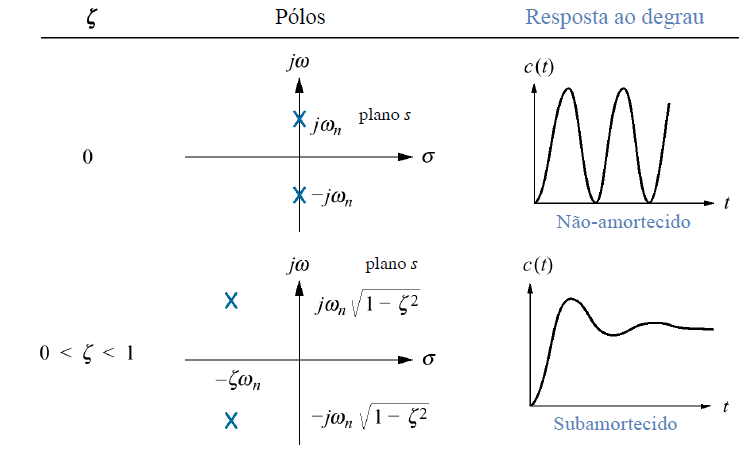 ζ Pólos Resposta ao degrau
jω c(t)
jωn plano s
0 σ
−jωn t
Não-amortecido
jω plano s c(t)
jωn √1 − ζ²
0 < ζ < 1 σ
−ζωn
−jωn √1 − ζ² t
Subamortecido